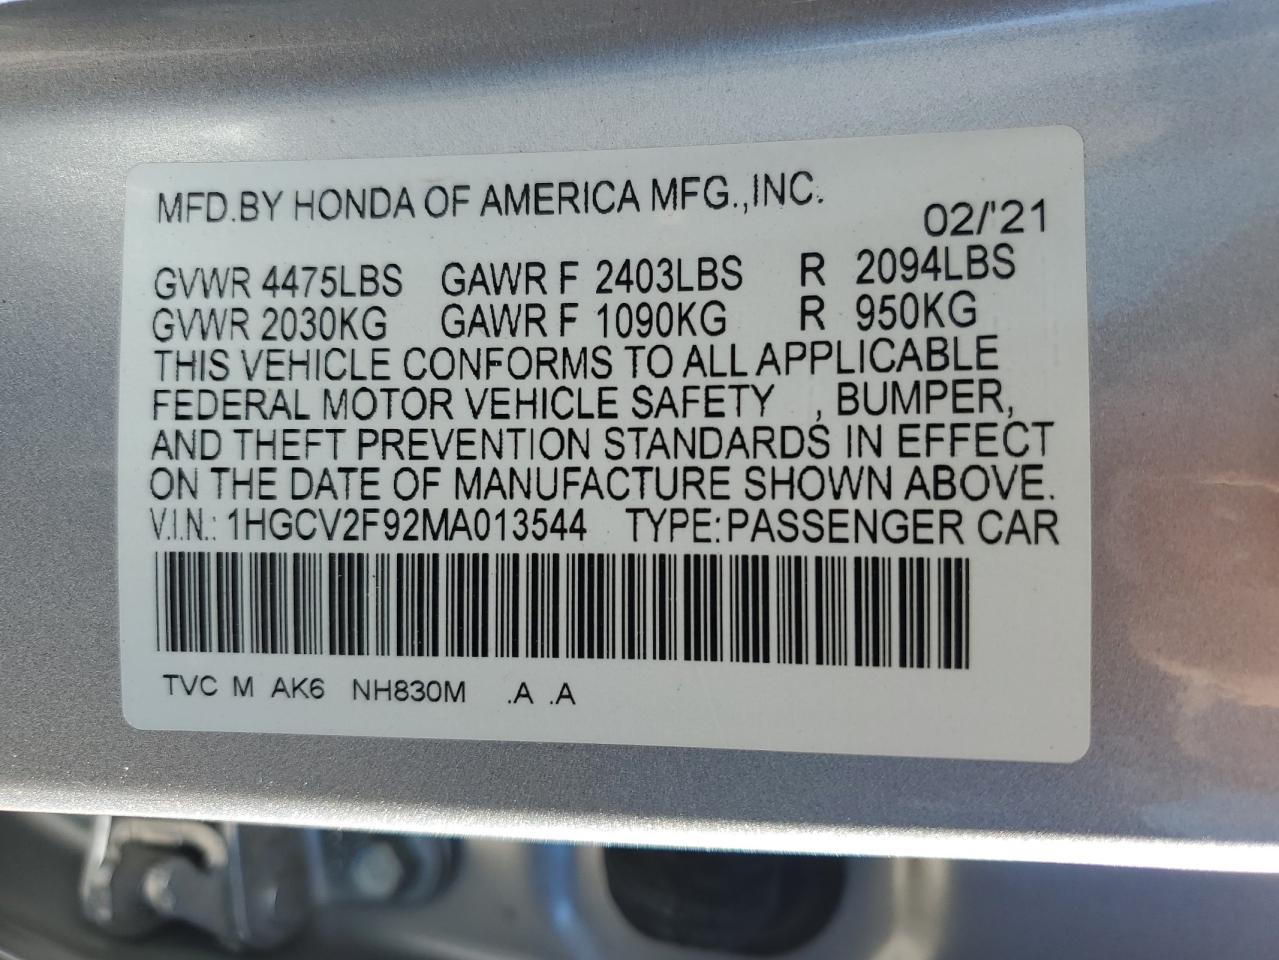 MFD.BY HONDA OF AMERICA MFG.,INC. 02/'21
GVWR 4475LBS GAWR F 2403LBS R 2094LBS
GVWR 2030KG GAWR F 1090KG R 950KG
THIS VEHICLE CONFORMS TO ALL APPLICABLE
FEDERAL MOTOR VEHICLE SAFETY , BUMPER,
AND THEFT PREVENTION STANDARDS IN EFFECT
ON THE DATE OF MANUFACTURE SHOWN ABOVE.
V.I.N.: 1HGCV2F92MA013544 TYPE:PASSENGER CAR
TVC M AK6 NH830M .A .A